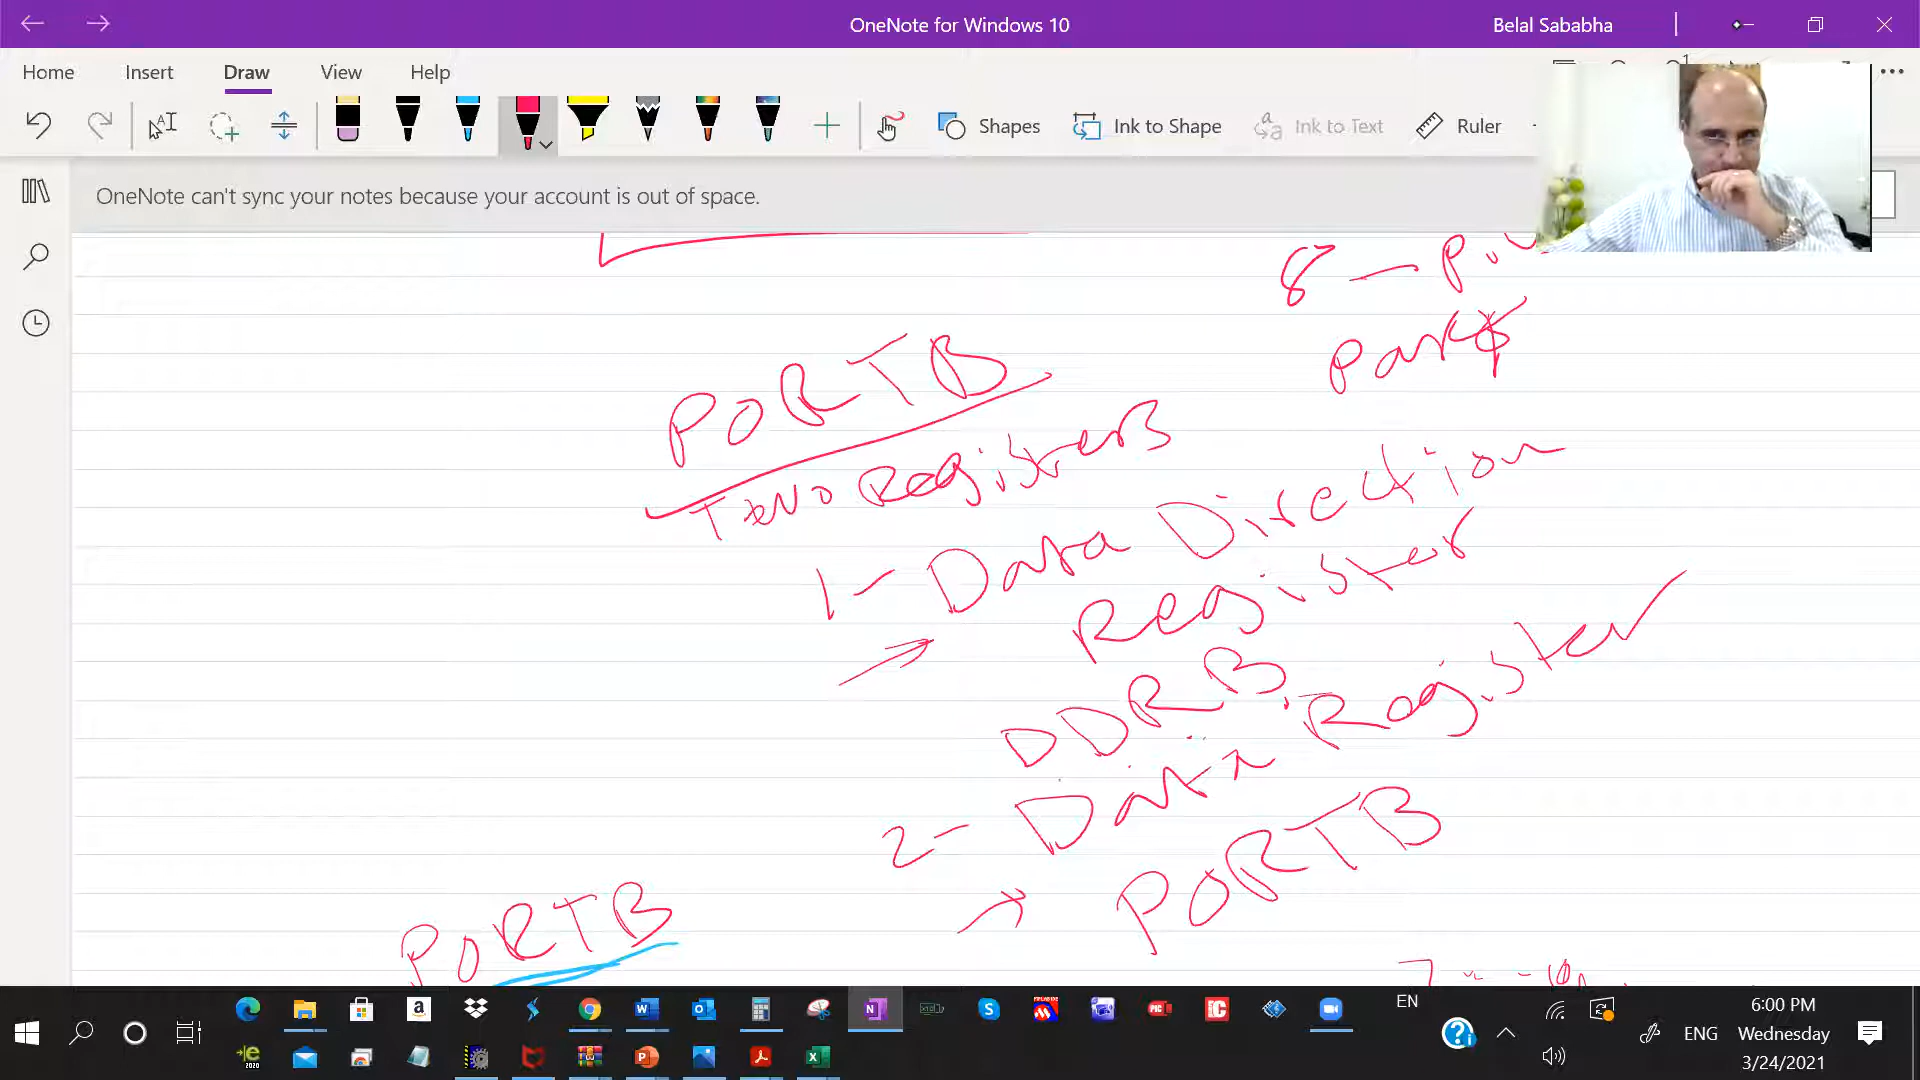 OneNote for Windows 10
Belal Sababha
Home Insert Draw View Help
Shapes Ink to Shape Ink to Text Ruler
OneNote can't sync your notes because your account is out of space.
8 –
PORTB
Two Registers
1 – Data Direction
Register
⇒ DDRB
2 – Data Register
→ PORTB
PORTB
EN
6:00 PM
ENG Wednesday
3/24/2021